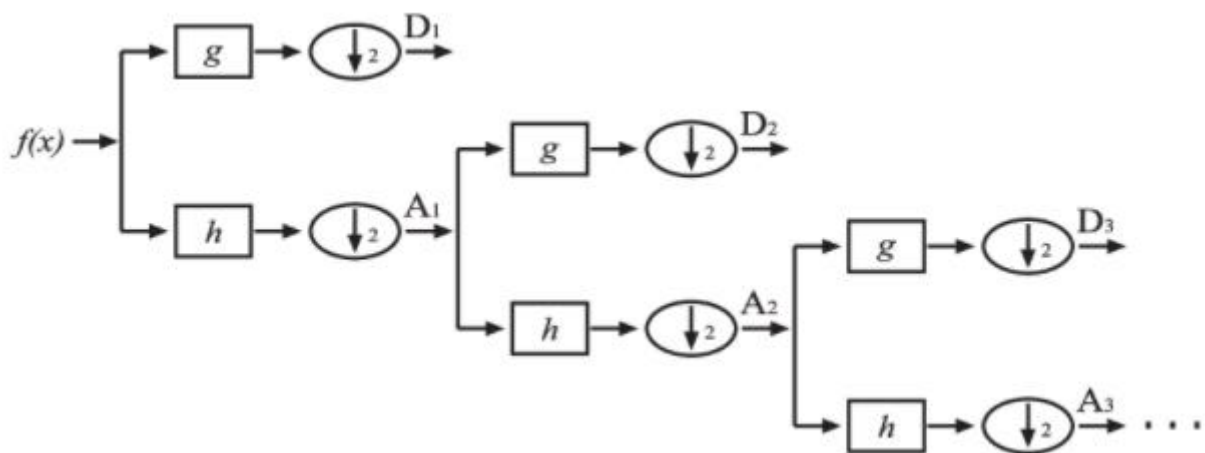 g ↓2 D₁
f(x)
h ↓2 A₁
g ↓2 D₂
h ↓2 A₂
g ↓2 D₃
h ↓2 A₃ . . .